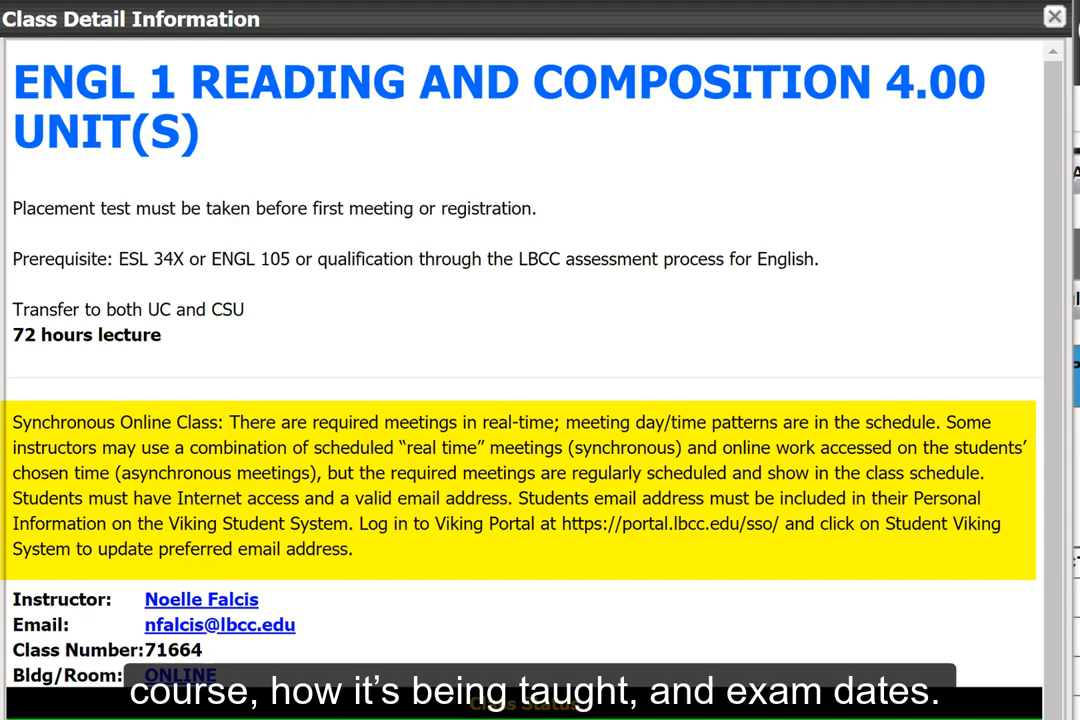 Class Detail Information
ENGL 1 READING AND COMPOSITION 4.00
UNIT(S)
Placement test must be taken before first meeting or registration.
Prerequisite: ESL 34X or ENGL 105 or qualification through the LBCC assessment process for English.
Transfer to both UC and CSU
72 hours lecture
Synchronous Online Class: There are required meetings in real-time; meeting day/time patterns are in the schedule. Some
instructors may use a combination of scheduled “real time” meetings (synchronous) and online work accessed on the students’
chosen time (asynchronous meetings), but the required meetings are regularly scheduled and show in the class schedule.
Students must have Internet access and a valid email address. Students email address must be included in their Personal
Information on the Viking Student System. Log in to Viking Portal at https://portal.lbcc.edu/sso/ and click on Student Viking
System to update preferred email address.
Instructor: Noelle Falcis
Email: nfalcis@lbcc.edu
Class Number:71664
Bldg/Room: ONLINE
course, how it’s being taught, and exam dates.